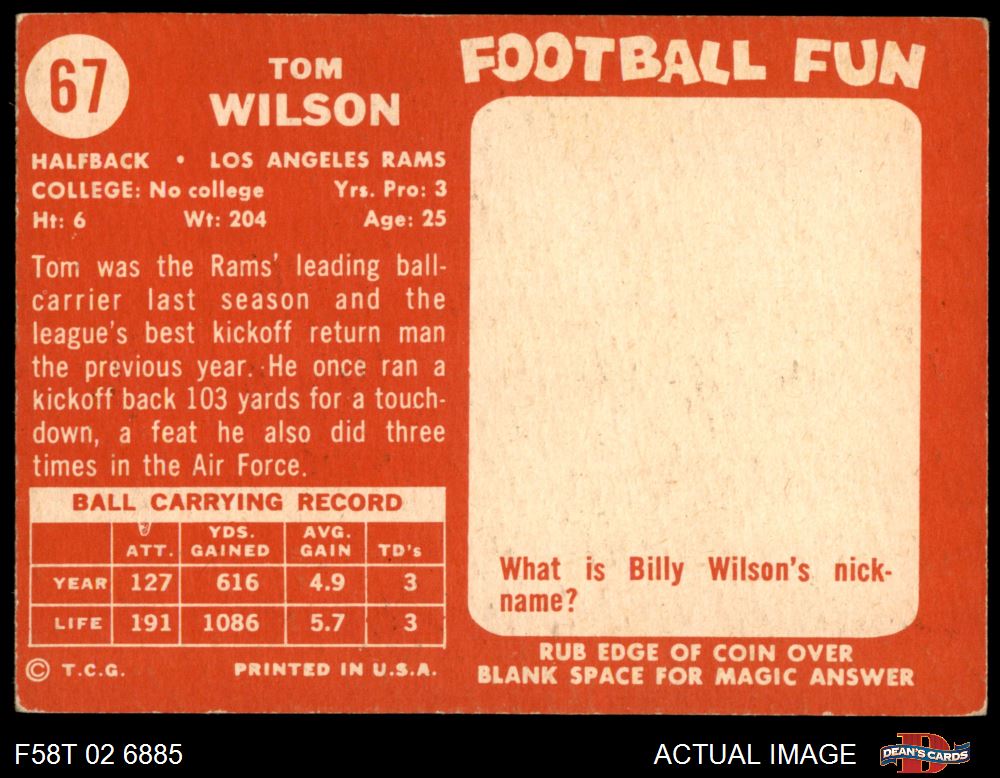 67
TOM
WILSON
HALFBACK • LOS ANGELES RAMS
COLLEGE: No college Yrs. Pro: 3
Ht: 6 Wt: 204 Age: 25
Tom was the Rams' leading ball-
carrier last season and the
league's best kickoff return man
the previous year. He once ran a
kickoff back 103 yards for a touch-
down, a feat he also did three
times in the Air Force.
BALL CARRYING RECORD
ATT. YDS. GAINED AVG. GAIN TD's
YEAR 127 616 4.9 3
LIFE 191 1086 5.7 3
© T.C.G. PRINTED IN U.S.A.
FOOTBALL FUN
What is Billy Wilson's nick-
name?
RUB EDGE OF COIN OVER
BLANK SPACE FOR MAGIC ANSWER
F58T 02 6885
ACTUAL IMAGE
DEAN'S CARDS